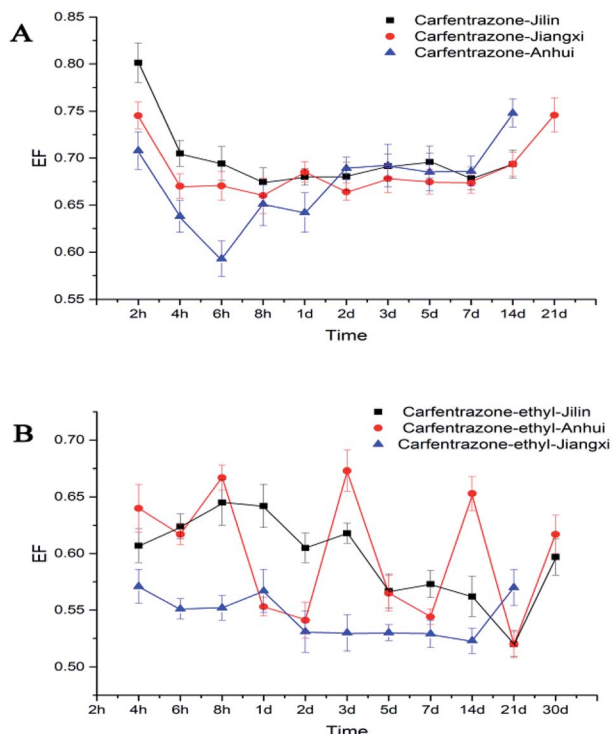 A
Carfentrazone-Jilin
Carfentrazone-Jiangxi
Carfentrazone-Anhui
0.85
0.80
0.75
0.70
0.65
0.60
0.55
EF
2h 4h 6h 8h 1d 2d 3d 5d 7d 14d 21d
Time
B
Carfentrazone-ethyl-Jilin
Carfentrazone-ethyl-Anhui
Carfentrazone-ethyl-Jiangxi
0.70
0.65
0.60
0.55
0.50
EF
2h 4h 6h 8h 1d 2d 3d 5d 7d 14d 21d 30d
Time